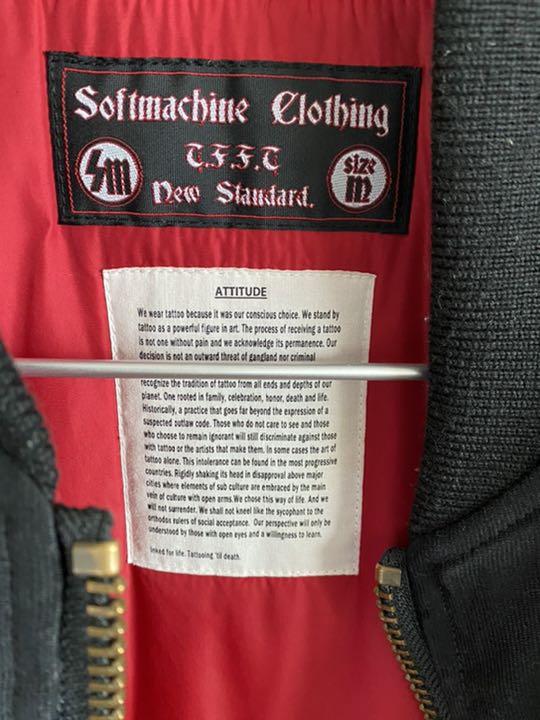 Softmachine Clothing
SM
T.F.F.T
size
M
New Standard.
ATTITUDE
We wear tattoo because it was our conscious choice. We stand by
tattoo as a powerful figure in art. The process of receiving a tattoo
is not one without pain and we acknowledge its permanence. Our
decision is not an outward threat of gangland nor criminal
recognize the tradition of tattoo from all ends and depths of our
planet. One rooted in family, celebration, honor, death and life.
Historically, a practice that goes far beyond the expression of a
suspected outlaw code. Those who do not care to see and those
who choose to remain ignorant will still discriminate against those
with tattoo or the artists that make them. In some cases the art of
tattoo alone. This intolerance can be found in the most progressive
countries. Rigidly shaking its head in disapproval above major
cities where elements of sub culture are embraced by the main
vein of culture with open arms.We chose this way of life. And we
will not surrender. We shall not kneel like the sycophant to the
orthodox rulers of social acceptance. Our perspective will only be
understood by those with open eyes and a willingness to learn.
Inked for life. Tattooing 'til death.